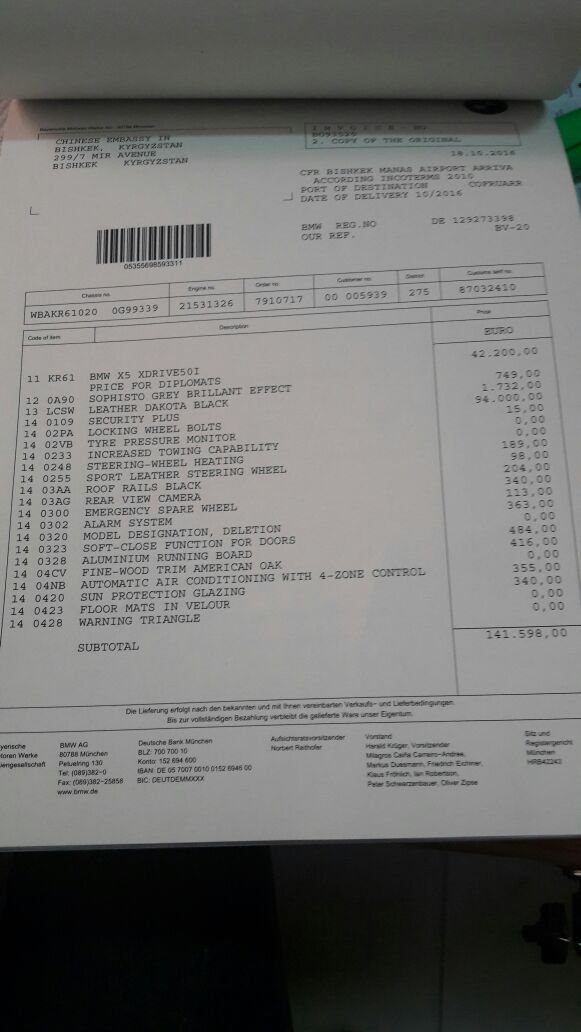 Bayerische Motoren Werke AG - 80788 München
CHINESE EMBASSY IN
BISHKEK, KYRGYZSTAN
299/7 MIR AVENUE
BISHKEK KYRGYZSTAN
INVOICE - NO.
2. COPY OF THE ORIGINAL
18.10.2016
CFR BISHKEK MANAS AIRPORT ARRIVA
ACCORDING INCOTERMS 2010
PORT OF DESTINATION COFRUARR
DATE OF DELIVERY 10/2016
BMW REG.NO DE 129273398
OUR REF. BV-20
05355698593311
Chassis no. Engine no. Order no. Customer no. District Customs tarif no.
WBAKR61020 0G99339 21531326 7910717 00 005939 275 87032410
Code of item Description Price
EURO
11 KR61 BMW X5 XDRIVE50I 42.200,00
PRICE FOR DIPLOMATS
12 0A90 SOPHISTO GREY BRILLANT EFFECT 749,00
13 LCSW LEATHER DAKOTA BLACK 1.732,00
14 0109 SECURITY PLUS 94.000,00
14 02PA LOCKING WHEEL BOLTS 15,00
14 02VB TYRE PRESSURE MONITOR 0,00
14 0233 INCREASED TOWING CAPABILITY 0,00
14 0248 STEERING-WHEEL HEATING 189,00
14 0255 SPORT LEATHER STEERING WHEEL 98,00
14 03AA ROOF RAILS BLACK 204,00
14 03AG REAR VIEW CAMERA 340,00
14 0300 EMERGENCY SPARE WHEEL 113,00
14 0302 ALARM SYSTEM 363,00
14 0320 MODEL DESIGNATION, DELETION 0,00
14 0323 SOFT-CLOSE FUNCTION FOR DOORS 484,00
14 0328 ALUMINIUM RUNNING BOARD 416,00
14 04CV FINE-WOOD TRIM AMERICAN OAK 0,00
14 04NB AUTOMATIC AIR CONDITIONING WITH 4-ZONE CONTROL 355,00
14 0420 SUN PROTECTION GLAZING 340,00
14 0423 FLOOR MATS IN VELOUR 0,00
14 0428 WARNING TRIANGLE 0,00
SUBTOTAL 141.598,00
Die Lieferung erfolgt nach den bekannten und mit Ihnen vereinbarten Verkaufs- und Lieferbedingungen.
Bis zur vollständigen Bezahlung verbleibt die gelieferte Ware unser Eigentum.
yerische
toren Werke
iengesellschaft
BMW AG
80788 München
Petuelring 130
Tel: (089)382-0
Fax: (089)382-25858
www.bmw.de
Deutsche Bank München
BLZ: 700 700 10
Konto: 152 694 600
IBAN: DE 05 7007 0010 0152 6946 00
BIC: DEUTDEMMXXX
Aufsichtsratsvorsitzender
Norbert Reithofer
Vorstand
Harald Krüger, Vorsitzender
Milagros Caiña Carreiro-Andree,
Markus Duesmann, Friedrich Eichiner,
Klaus Fröhlich, Ian Robertson,
Peter Schwarzenbauer, Oliver Zipse
Sitz und
Registergericht
München
HRB42243